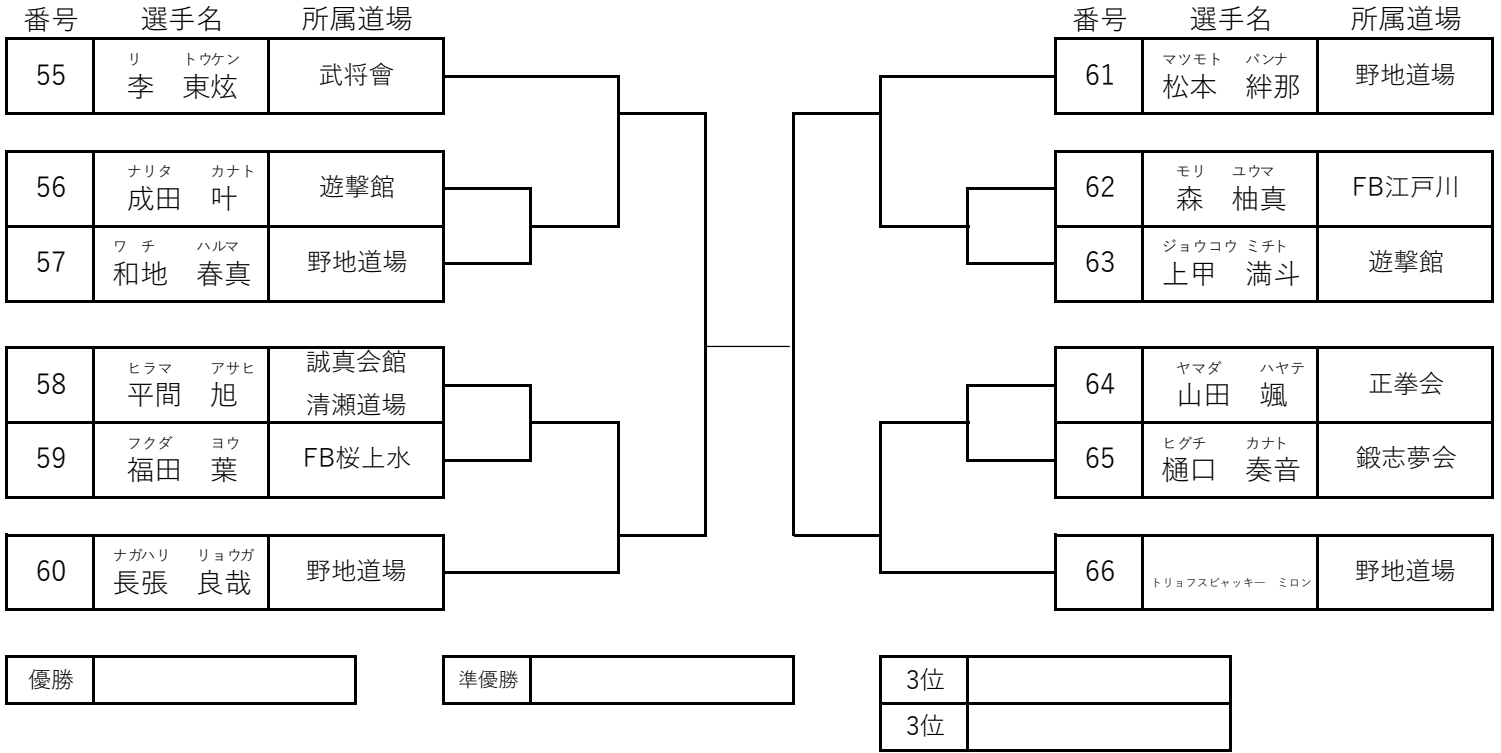 番号 選手名 所属道場
リ トウケン
55 李 東炫 武将會
ナリタ カナト
56 成田 叶 遊撃館
ワ チ ハルマ
57 和地 春真 野地道場
ヒラマ アサヒ
58 平間 旭 誠真会館
清瀬道場
フクダ ヨウ
59 福田 葉 FB桜上水
ナガハリ リョウガ
60 長張 良哉 野地道場
番号 選手名 所属道場
マツモト バンナ
61 松本 絆那 野地道場
モリ ユウマ
62 森 柚真 FB江戸川
ジョウコウ ミチト
63 上甲 満斗 遊撃館
ヤマダ ハヤテ
64 山田 颯 正拳会
ヒグチ カナト
65 樋口 奏音 鍛志夢会
66 トリョフスビャッキー ミロン 野地道場
優勝
準優勝
3位
3位